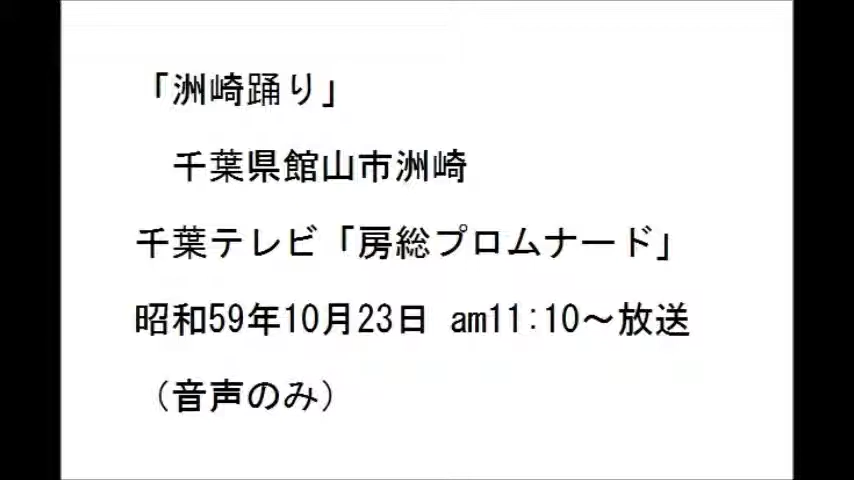 「洲崎踊り」
千葉県館山市洲崎
千葉テレビ「房総プロムナード」
昭和59年10月23日 am11:10～放送
（音声のみ）